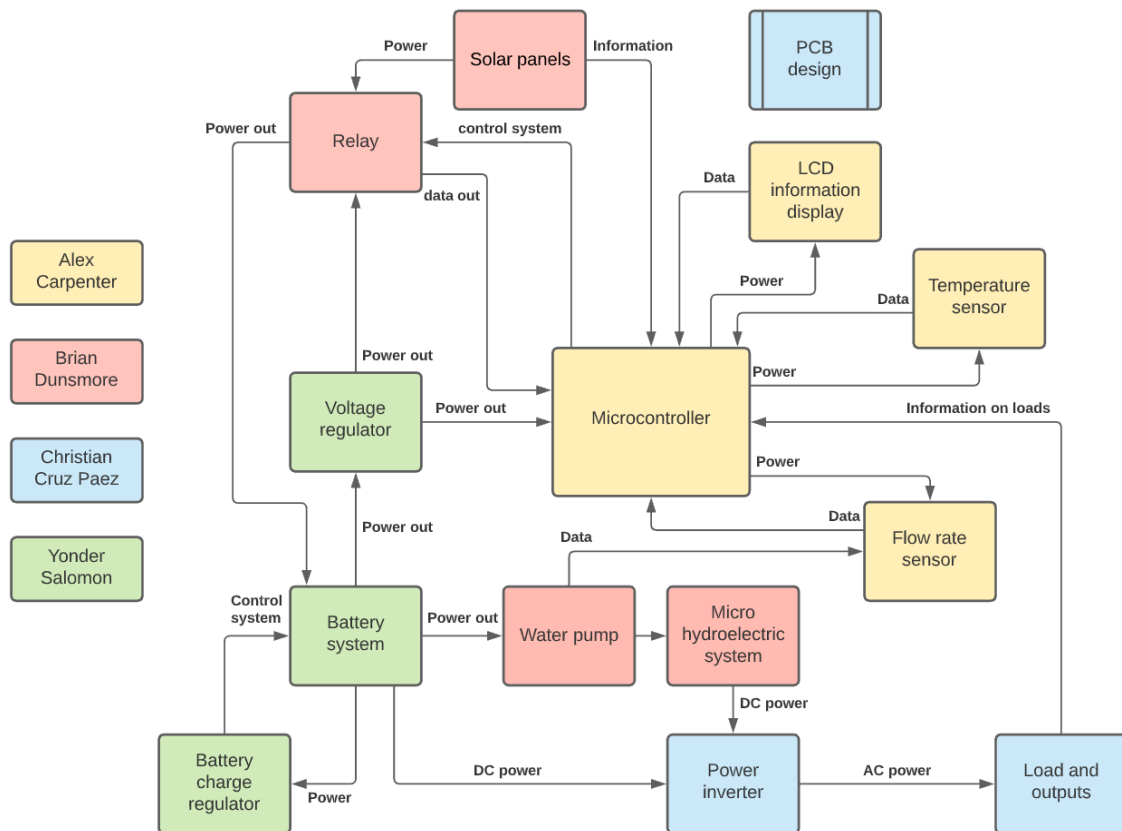 Power
Solar panels
Information
PCB
design
Power out
Relay
control system
data out
Data
LCD
information
display
Alex
Carpenter
Power
Data
Temperature
sensor
Brian
Dunsmore
Power out
Power
Voltage
regulator
Power out
Microcontroller
Information on loads
Christian
Cruz Paez
Power
Power out
Data
Data
Flow rate
sensor
Yonder
Salomon
Control
system
Battery
system
Power out
Water pump
Micro
hydroelectric
system
DC power
Battery
charge
regulator
Power
DC power
Power
inverter
AC power
Load and
outputs